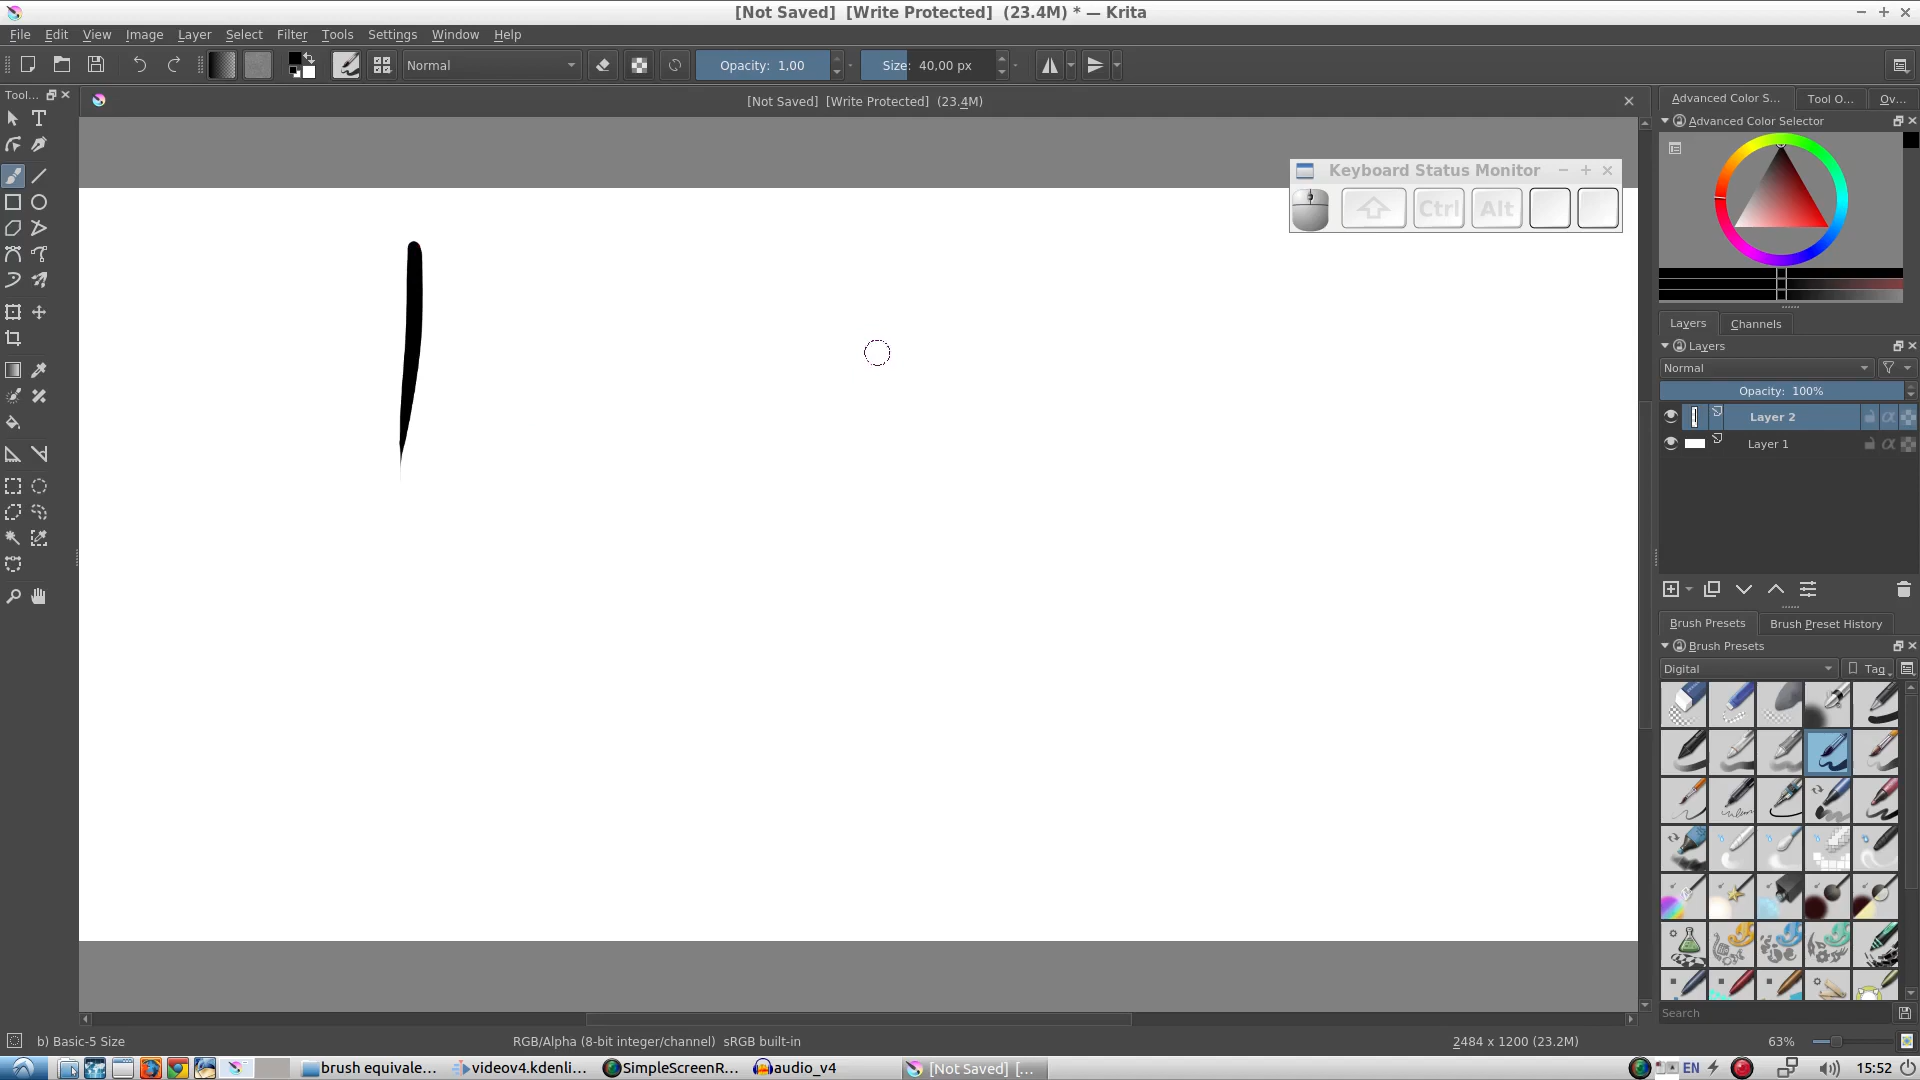 [Not Saved]  [Write Protected]  (23.4M) * — Krita
File Edit View Image Layer Select Filter Tools Settings Window Help
Normal Opacity: 1,00 Size: 40,00 px
Tool... [Not Saved]  [Write Protected]  (23.4M) Advanced Color S... Tool O... Ov...
Advanced Color Selector
Keyboard Status Monitor
Ctrl Alt
Layers Channels
Layers
Normal
Opacity: 100%
Layer 2
Layer 1
Brush Presets Brush Preset History
Brush Presets
Digital Tag
Search
b) Basic-5 Size RGB/Alpha (8-bit integer/channel)  sRGB built-in 2484 x 1200 (23.2M) 63%
brush equivale... videov4.kdenli... SimpleScreenR... audio_v4 [Not Saved] [... EN 15:52